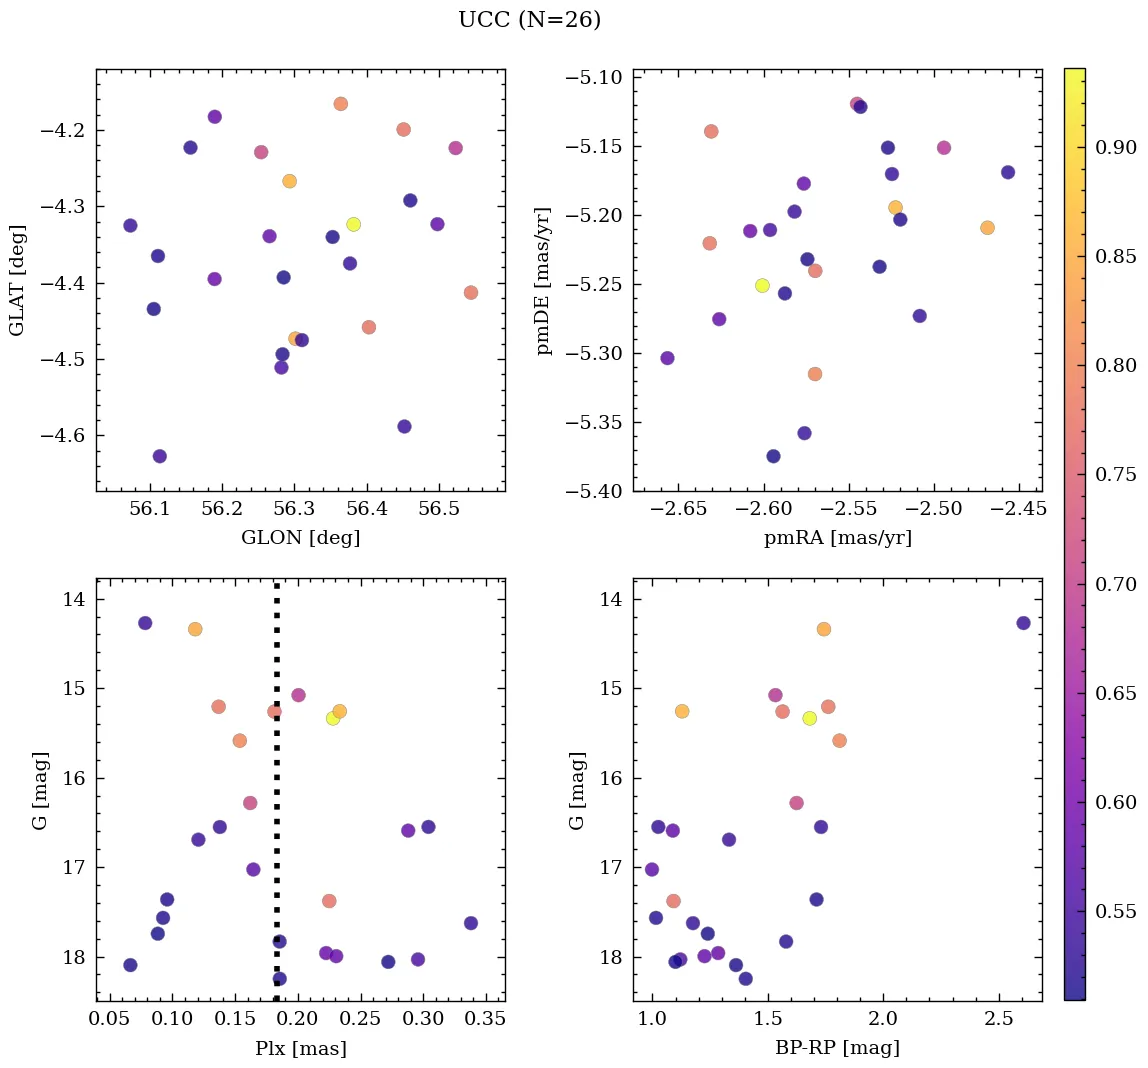 UCC (N=26)
−4.2
−4.3
−4.4
−4.5
−4.6
GLAT [deg]
56.1 56.2 56.3 56.4 56.5
GLON [deg]
−5.10
−5.15
−5.20
−5.25
−5.30
−5.35
−5.40
pmDE [mas/yr]
−2.65 −2.60 −2.55 −2.50 −2.45
pmRA [mas/yr]
14
15
16
17
18
G [mag]
0.05 0.10 0.15 0.20 0.25 0.30 0.35
Plx [mas]
14
15
16
17
18
G [mag]
1.0 1.5 2.0 2.5
BP-RP [mag]
0.90
0.85
0.80
0.75
0.70
0.65
0.60
0.55